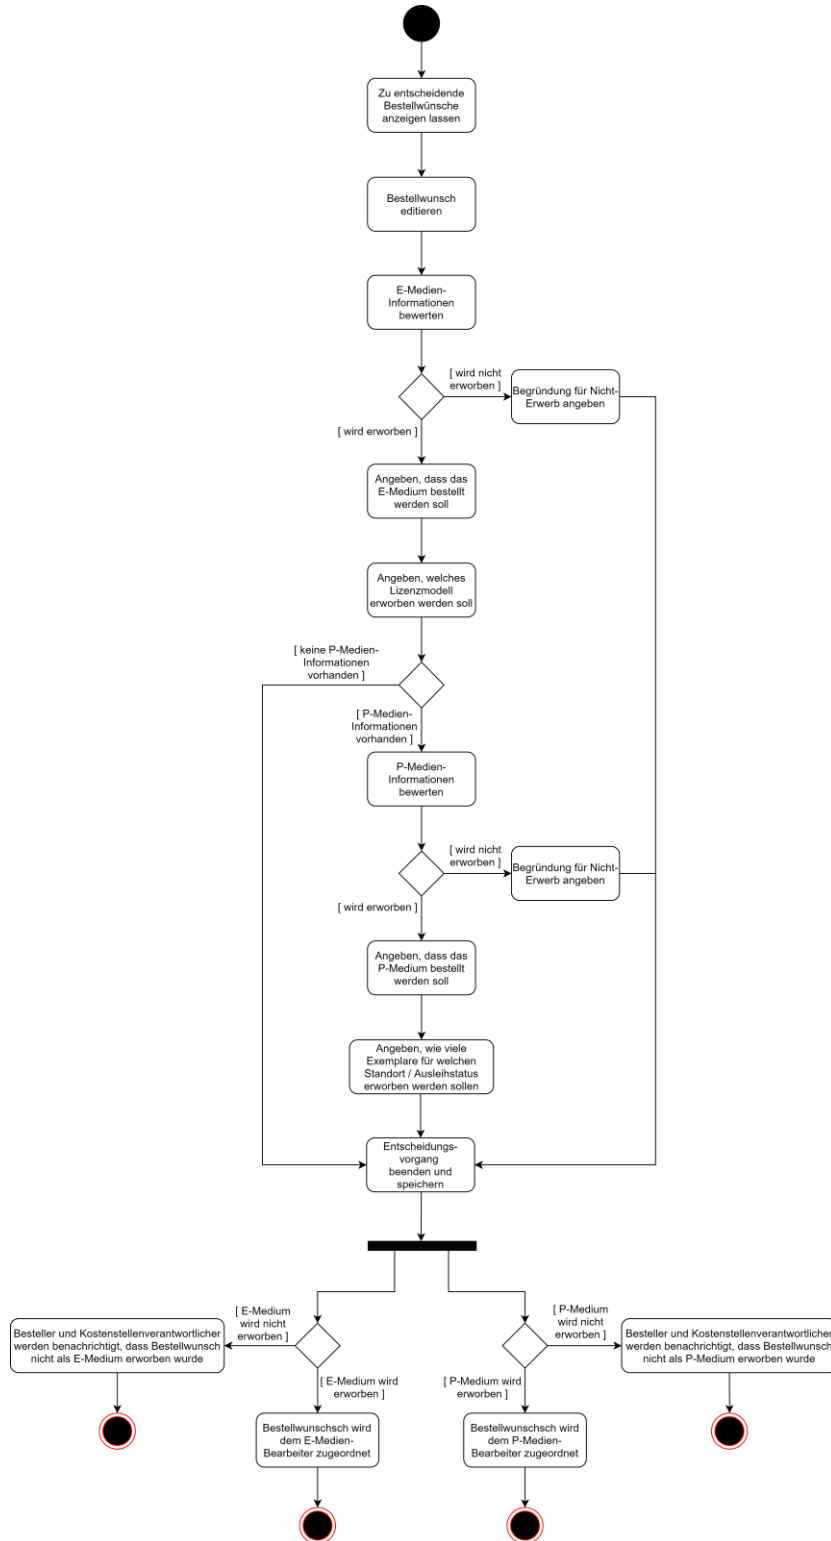 Zu entscheidende
Bestellwünsche
anzeigen lassen
Bestellwunsch
editieren
E-Medien-
Informationen
bewerten
[ wird nicht
erworben ]
Begründung für Nicht-
Erwerb angeben
[ wird erworben ]
Angeben, dass das
E-Medium bestellt
werden soll
Angeben, welches
Lizenzmodell
erworben werden soll
[ keine P-Medien-
Informationen
vorhanden ]
[ P-Medien-
Informationen
vorhanden ]
P-Medien-
Informationen
bewerten
[ wird nicht
erworben ]
Begründung für Nicht-
Erwerb angeben
[ wird erworben ]
Angeben, dass das
P-Medium bestellt
werden soll
Angeben, wie viele
Exemplare für welchen
Standort / Ausleihstatus
erworben werden sollen
Entscheidungs-
vorgang
beenden und
speichern
[ E-Medium
wird nicht
erworben ]
Besteller und Kostenstellenverantwortlicher
werden benachrichtigt, dass Bestellwunsch
nicht als E-Medium erworben wurde
[ E-Medium wird
erworben ]
Bestellwunschsch wird
dem E-Medien-
Bearbeiter zugeordnet
[ P-Medium
wird nicht
erworben ]
Besteller und Kostenstellenverantwortlicher
werden benachrichtigt, dass Bestellwunsch
nicht als P-Medium erworben wurde
[ P-Medium wird
erworben ]
Bestellwunschsch wird
dem P-Medien-
Bearbeiter zugeordnet